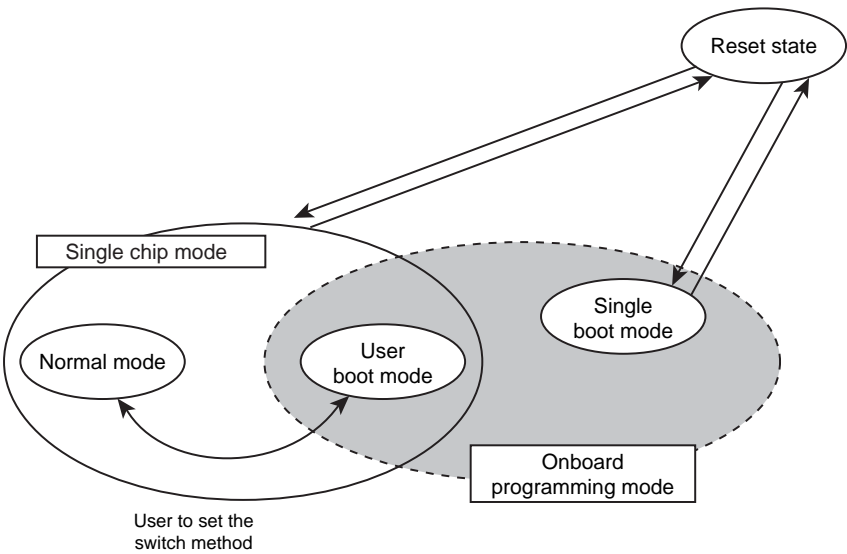 Reset state
Single chip mode
Single
boot mode
Normal mode
User
boot mode
Onboard
programming mode
User to set the
switch method